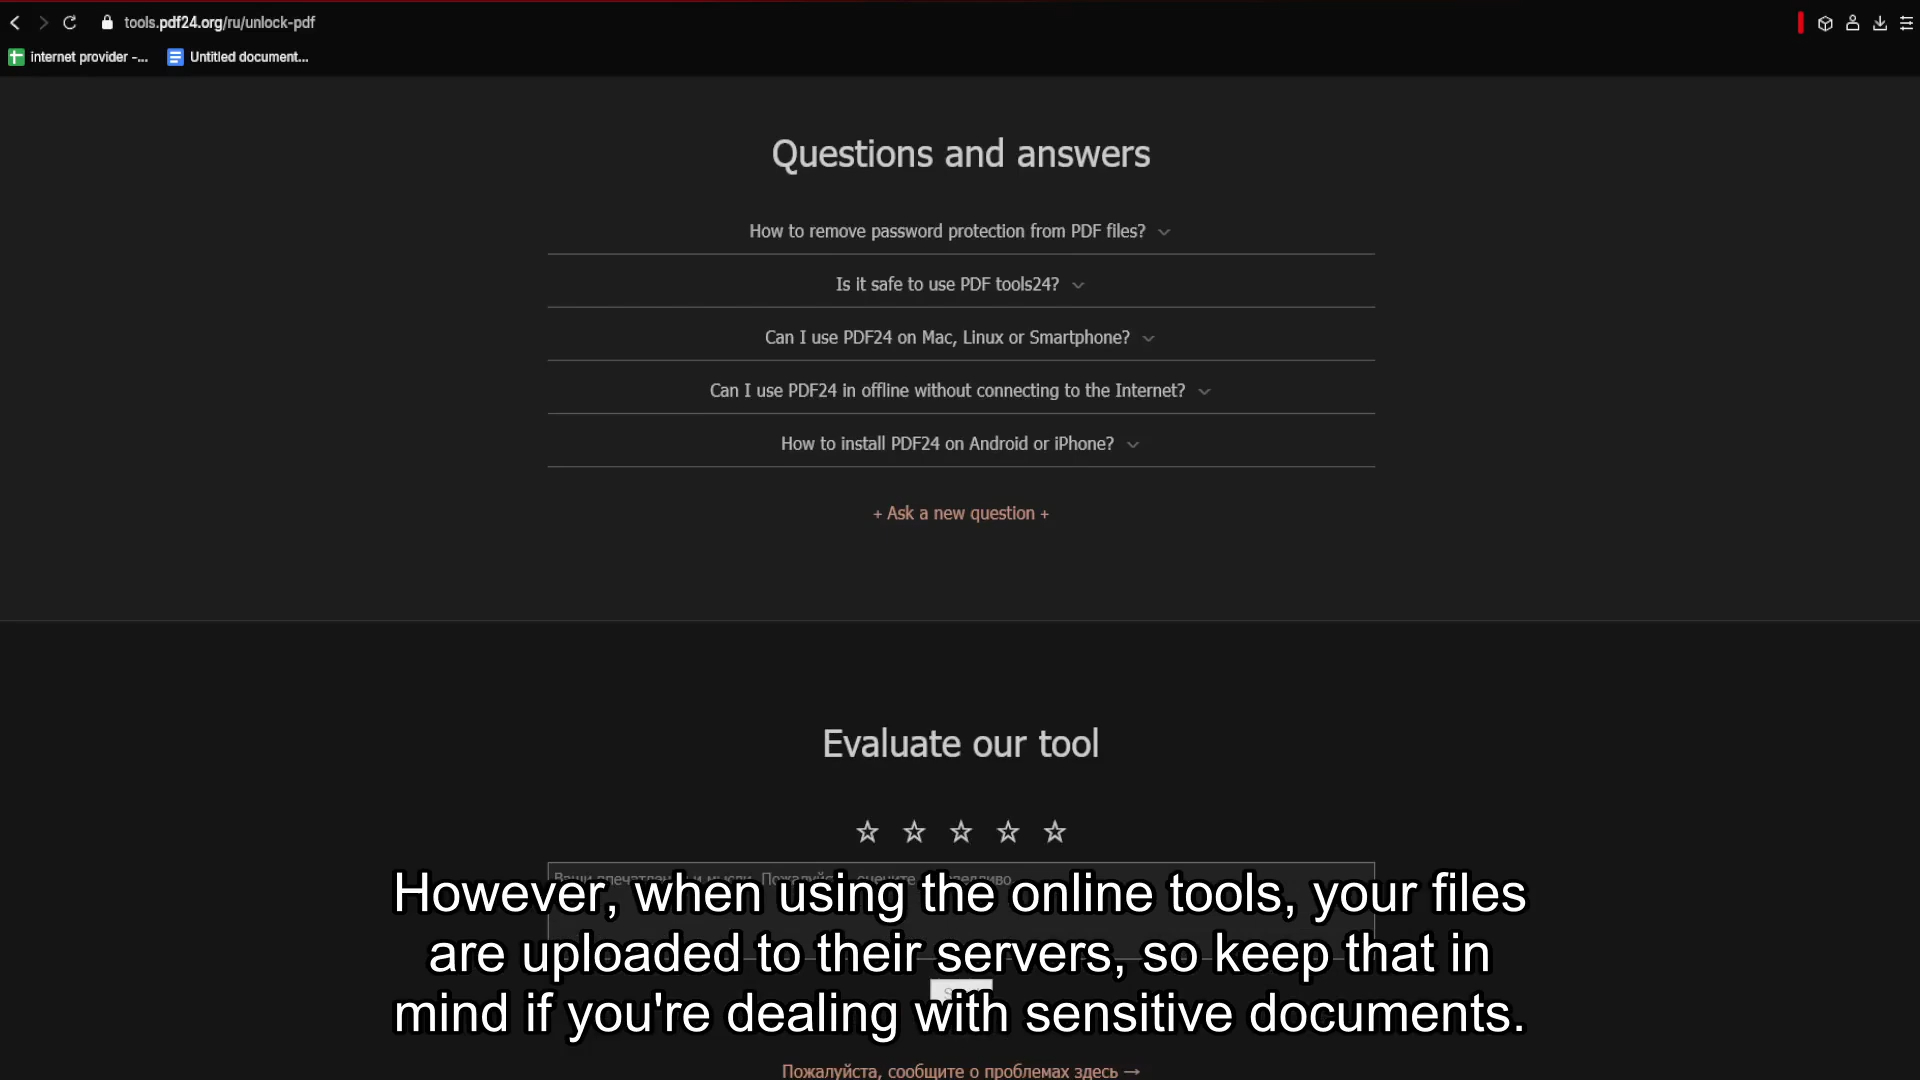 tools.pdf24.org/ru/unlock-pdf
internet provider -...
Untitled document...
Questions and answers
How to remove password protection from PDF files?
Is it safe to use PDF tools24?
Can I use PDF24 on Mac, Linux or Smartphone?
Can I use PDF24 in offline without connecting to the Internet?
How to install PDF24 on Android or iPhone?
+ Ask a new question +
Evaluate our tool
However, when using the online tools, your files
are uploaded to their servers, so keep that in
mind if you're dealing with sensitive documents.
Пожалуйста, сообщите о проблемах здесь →